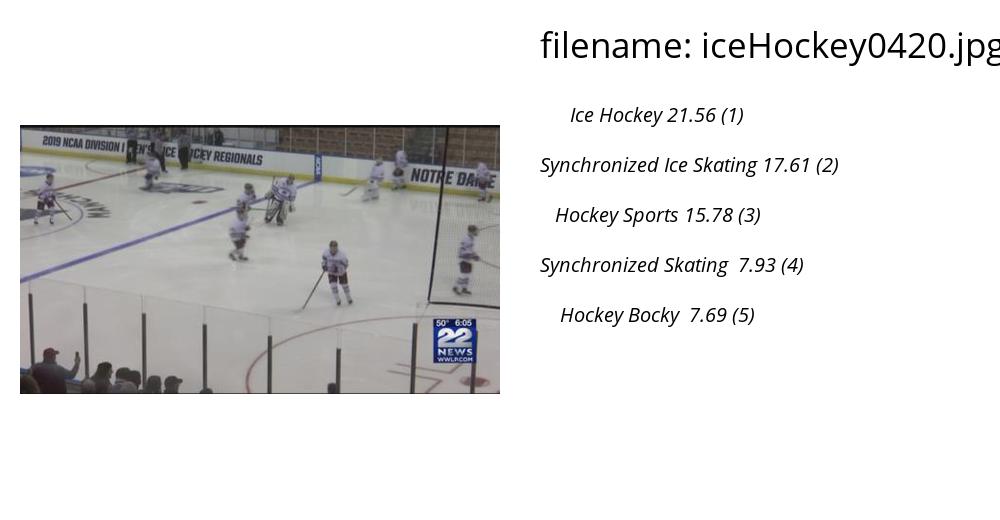 filename: iceHockey0420.jpg
Ice Hockey 21.56 (1)
Synchronized Ice Skating 17.61 (2)
Hockey Sports 15.78 (3)
Synchronized Skating 7.93 (4)
Hockey Bocky 7.69 (5)
2019 NCAA DIVISION I MEN'S ICE HOCKEY REGIONALS
NOTRE DAME
50° 6:05
22
NEWS
WWLP.COM